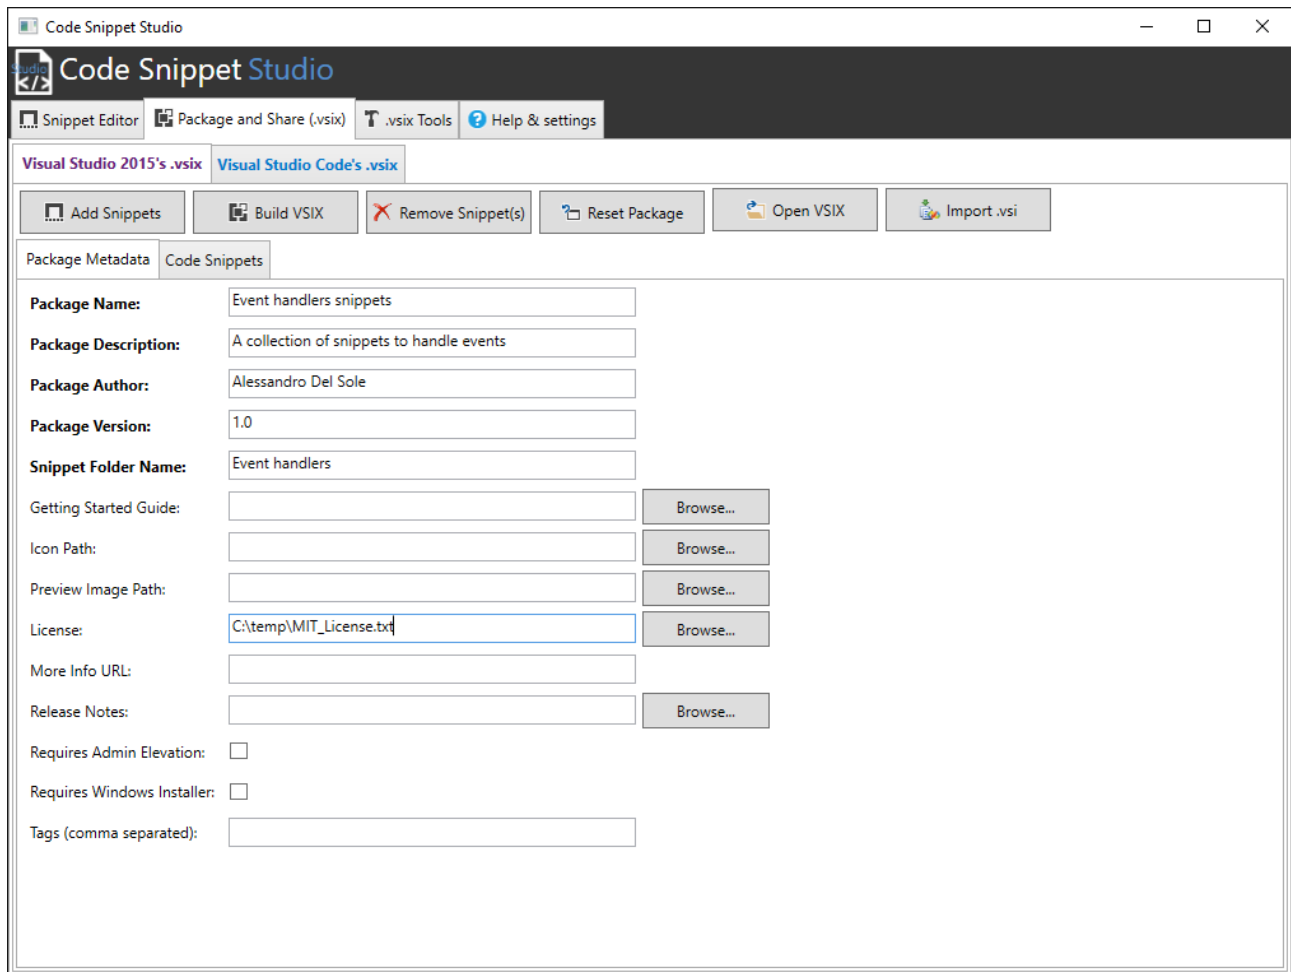 Code Snippet Studio
Studio
</>
Code Snippet Studio
Snippet Editor Package and Share (.vsix) .vsix Tools Help & settings
Visual Studio 2015's .vsix Visual Studio Code's .vsix
Add Snippets Build VSIX Remove Snippet(s) Reset Package Open VSIX Import .vsi
Package Metadata Code Snippets
Package Name: Event handlers snippets
Package Description: A collection of snippets to handle events
Package Author: Alessandro Del Sole
Package Version: 1.0
Snippet Folder Name: Event handlers
Getting Started Guide: Browse...
Icon Path: Browse...
Preview Image Path: Browse...
License: C:\temp\MIT_License.txt Browse...
More Info URL:
Release Notes: Browse...
Requires Admin Elevation:
Requires Windows Installer:
Tags (comma separated):